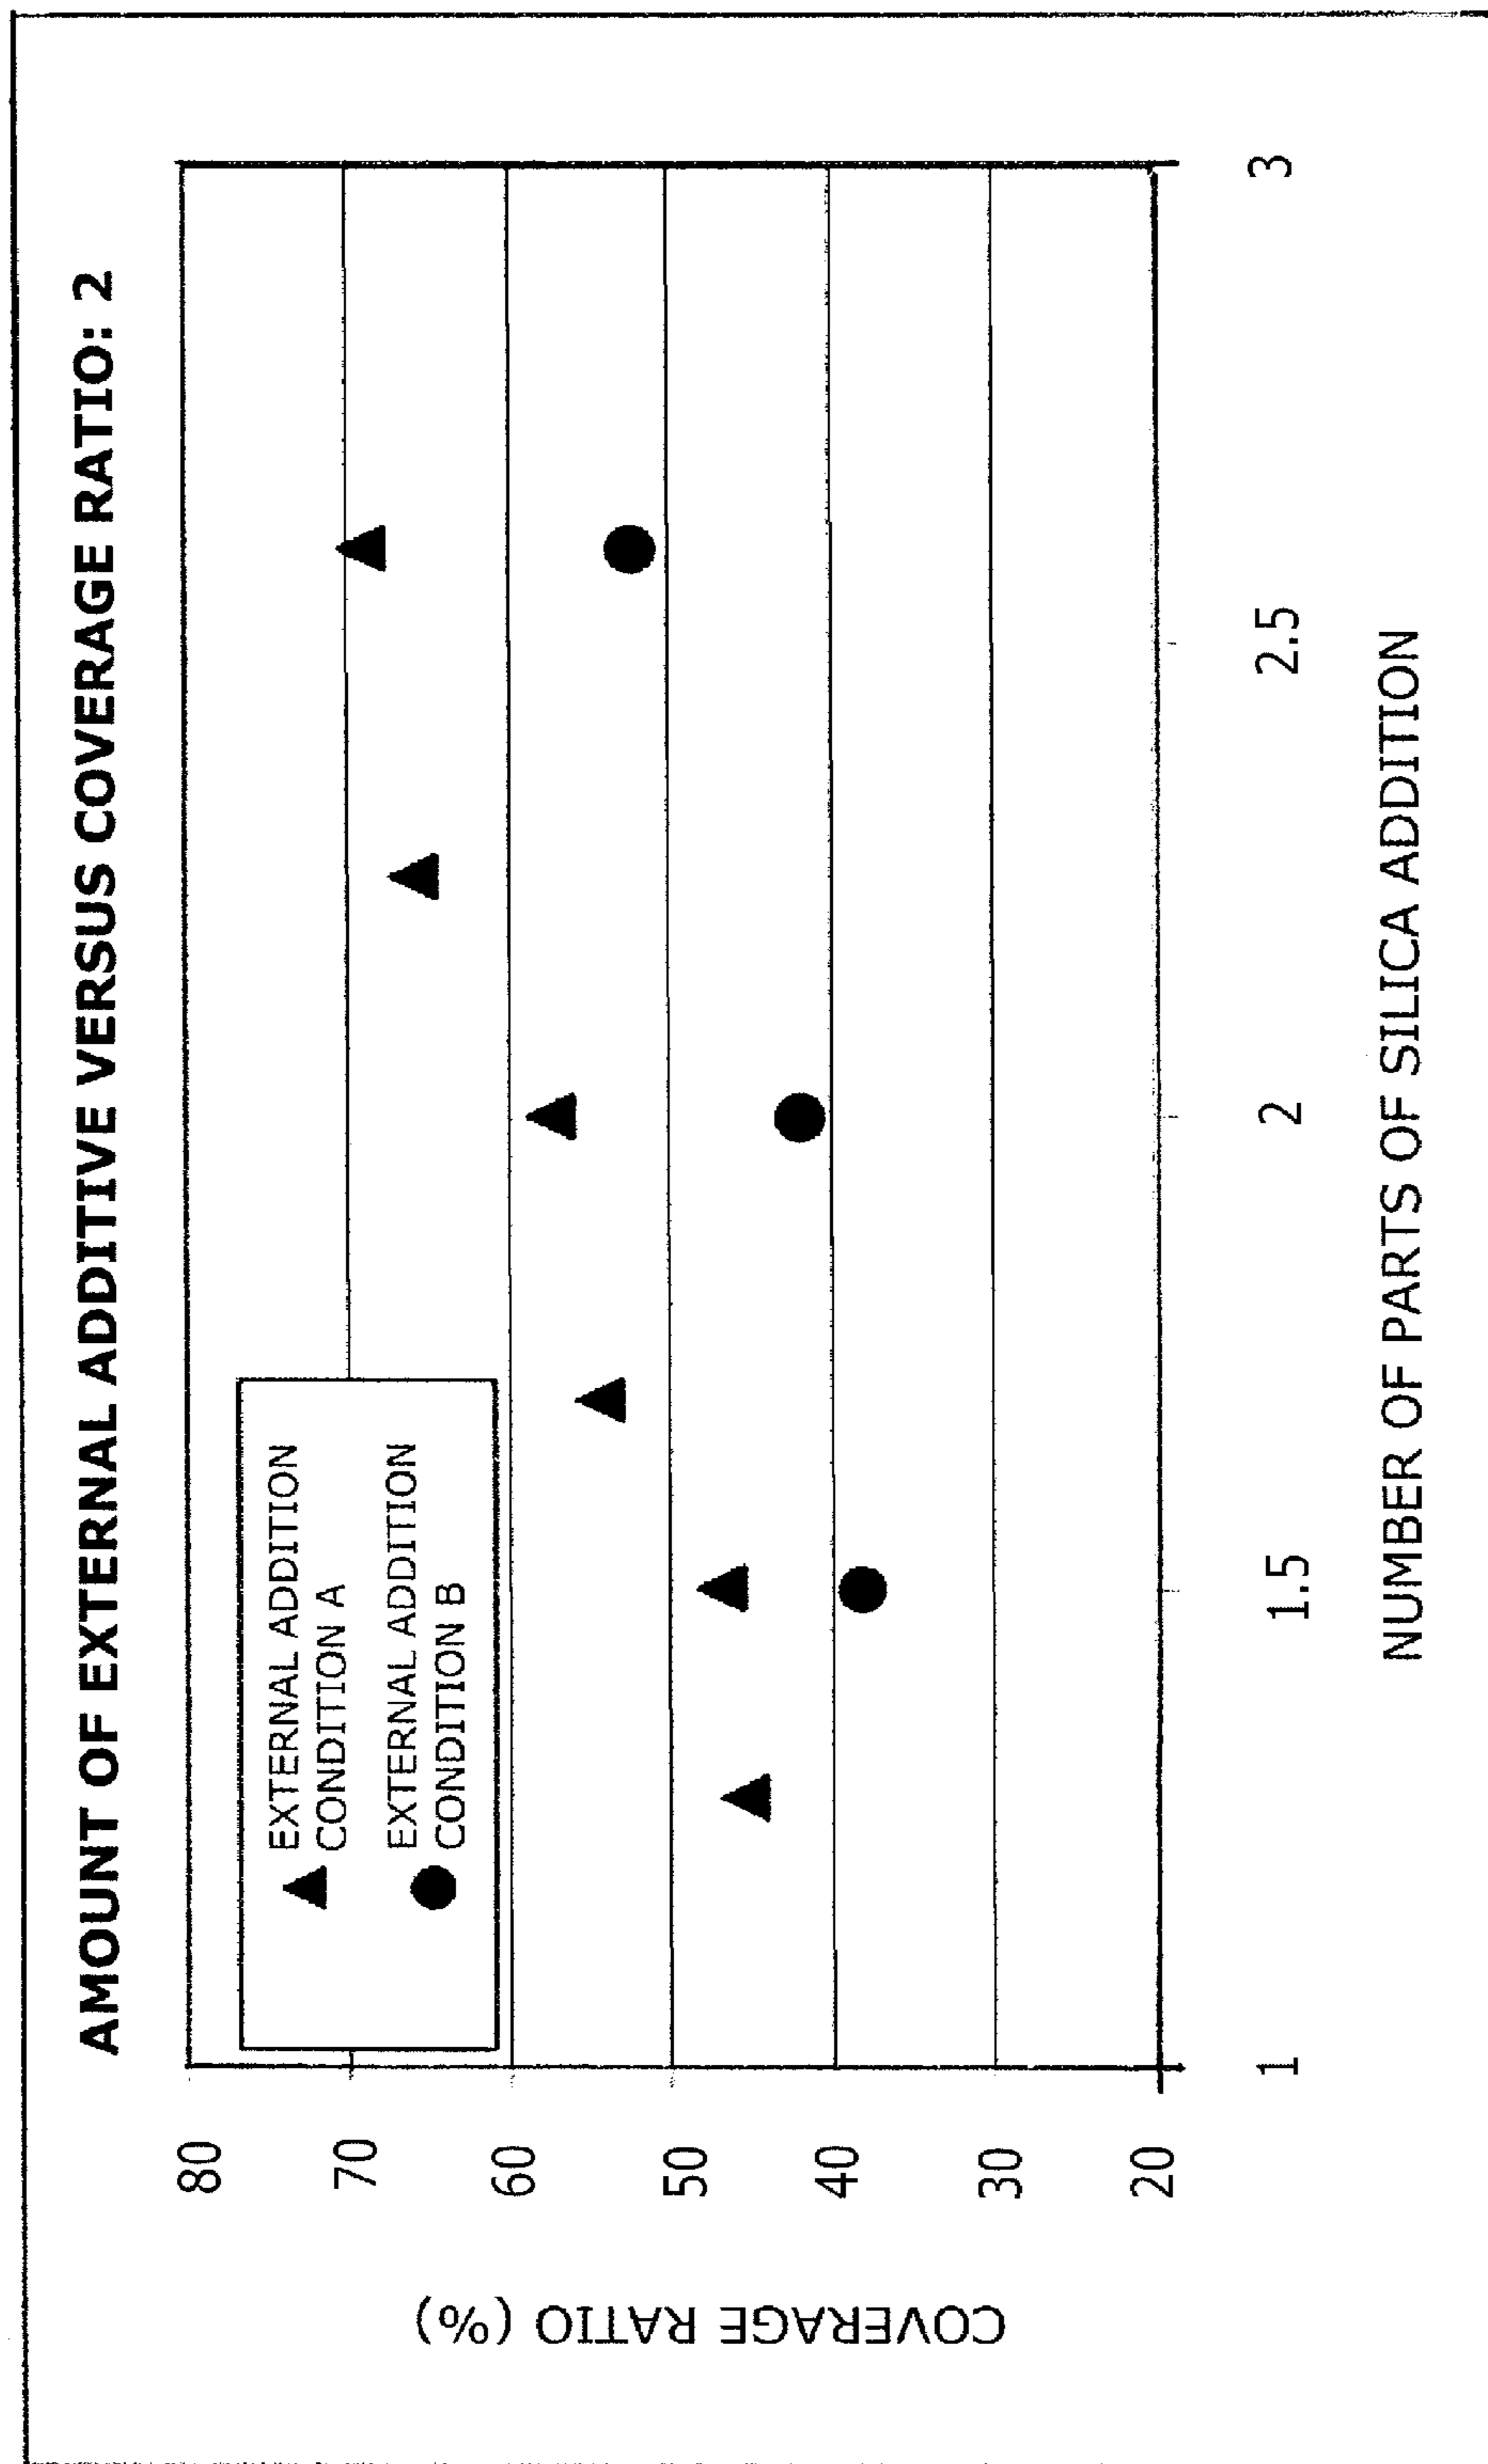 AMOUNT OF EXTERNAL ADDITIVE VERSUS COVERAGE RATIO: 2
EXTERNAL ADDITION
CONDITION A
EXTERNAL ADDITION
CONDITION B
COVERAGE RATIO (%)
80
70
60
50
40
30
20
1
1.5
2
2.5
3
NUMBER OF PARTS OF SILICA ADDITION